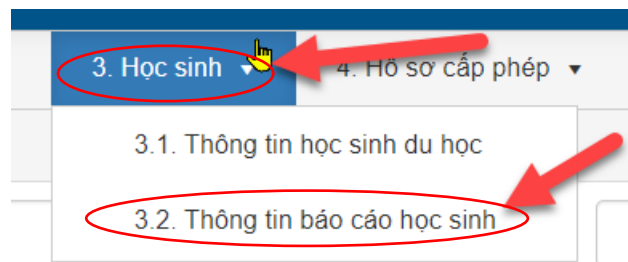 3. Học sinh 4. Hồ sơ cấp phép
3.1. Thông tin học sinh du học
3.2. Thông tin báo cáo học sinh